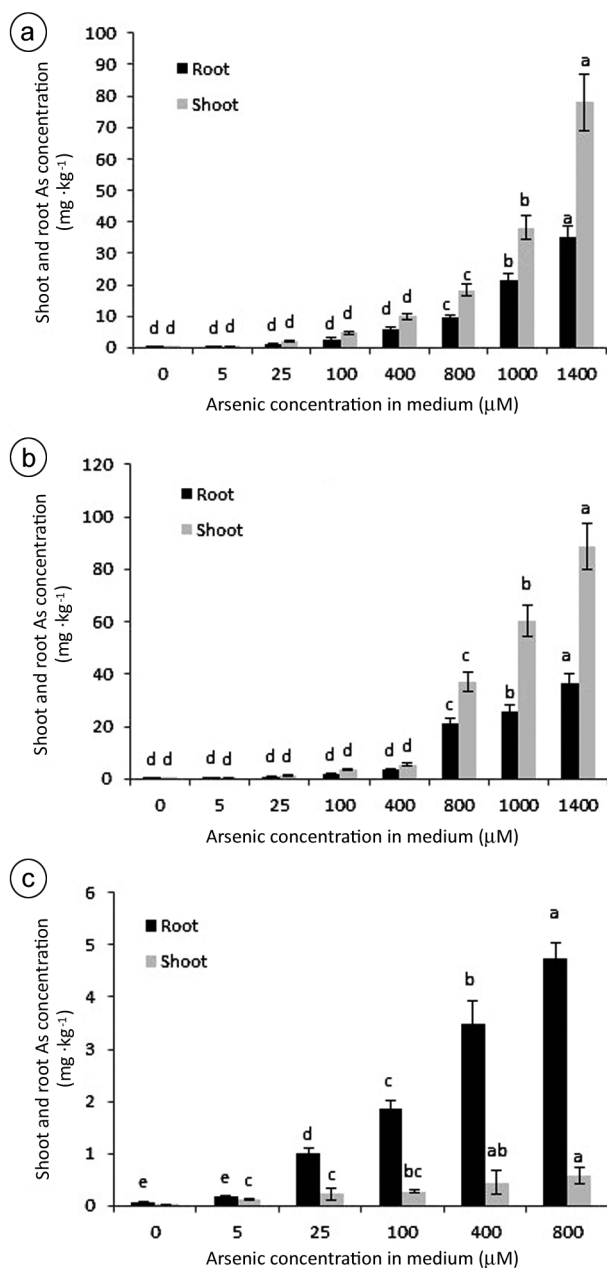 a
Shoot and root As concentration
(mg ·kg-1)
100
90
80
70
60
50
40
30
20
10
0
Root
Shoot
d d
d d
d d
d d
d d
c c
b b
a a
0 5 25 100 400 800 1000 1400
Arsenic concentration in medium (µM)
b
Shoot and root As concentration
(mg ·kg-1)
120
100
80
60
40
20
0
Root
Shoot
d d
d d
d d
d d
d d
c c
b b
a a
0 5 25 100 400 800 1000 1400
Arsenic concentration in medium (µM)
c
Shoot and root As concentration
(mg ·kg-1)
6
5
4
3
2
1
0
Root
Shoot
e
e c
d c
c bc
b ab
a a
0 5 25 100 400 800
Arsenic concentration in medium (µM)